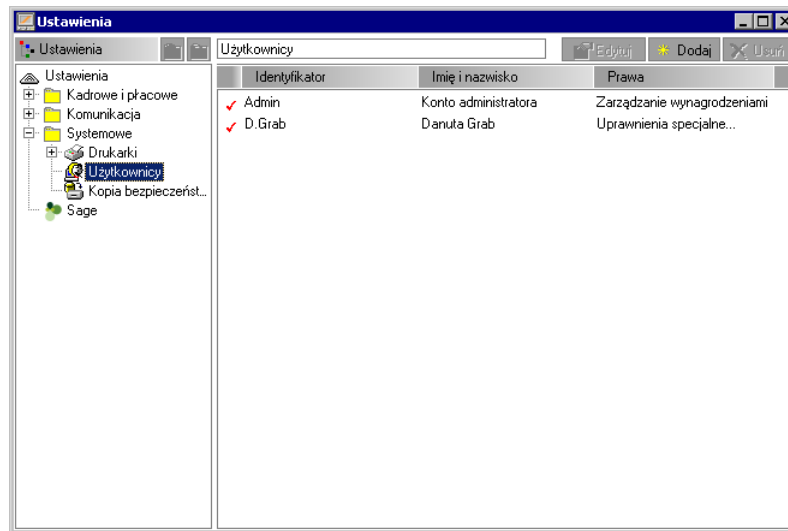 Ustawienia
Ustawienia
Użytkownicy
Edytuj
Dodaj
Usuń
Identyfikator Imię i nazwisko Prawa
Ustawienia
Kadrowe i płacowe
Komunikacja
Systemowe
Drukarki
Użytkownicy
Kopia bezpieczeńst...
Sage
Admin Konto administratora Zarządzanie wynagrodzeniami
D.Grab Danuta Grab Uprawnienia specjalne...